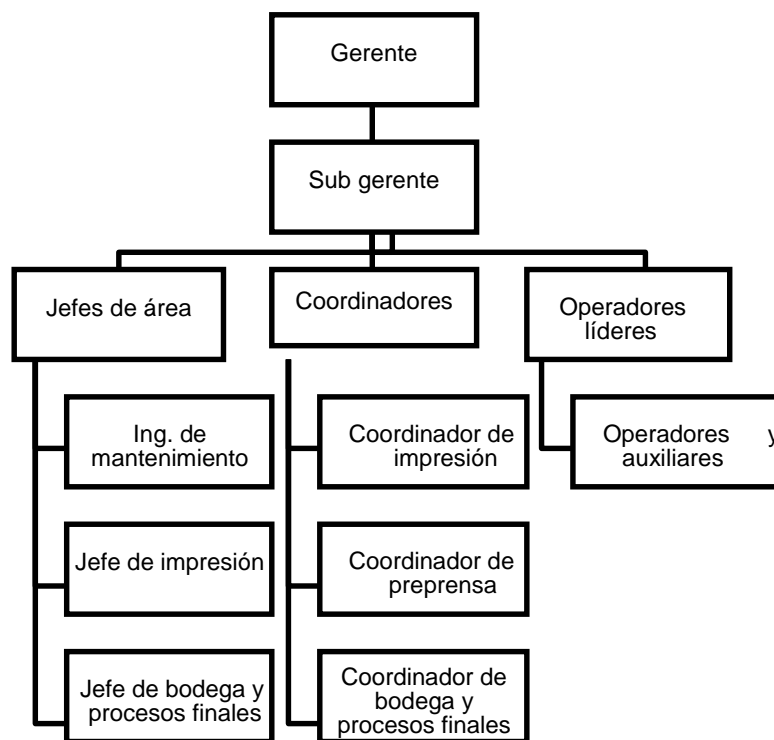 Gerente
Sub gerente
Jefes de área
Coordinadores
Operadores
líderes
Ing. de
mantenimiento
Jefe de impresión
Jefe de bodega y
procesos finales
Coordinador de
impresión
Coordinador de
preprensa
Coordinador de
bodega y
procesos finales
Operadores y
auxiliares